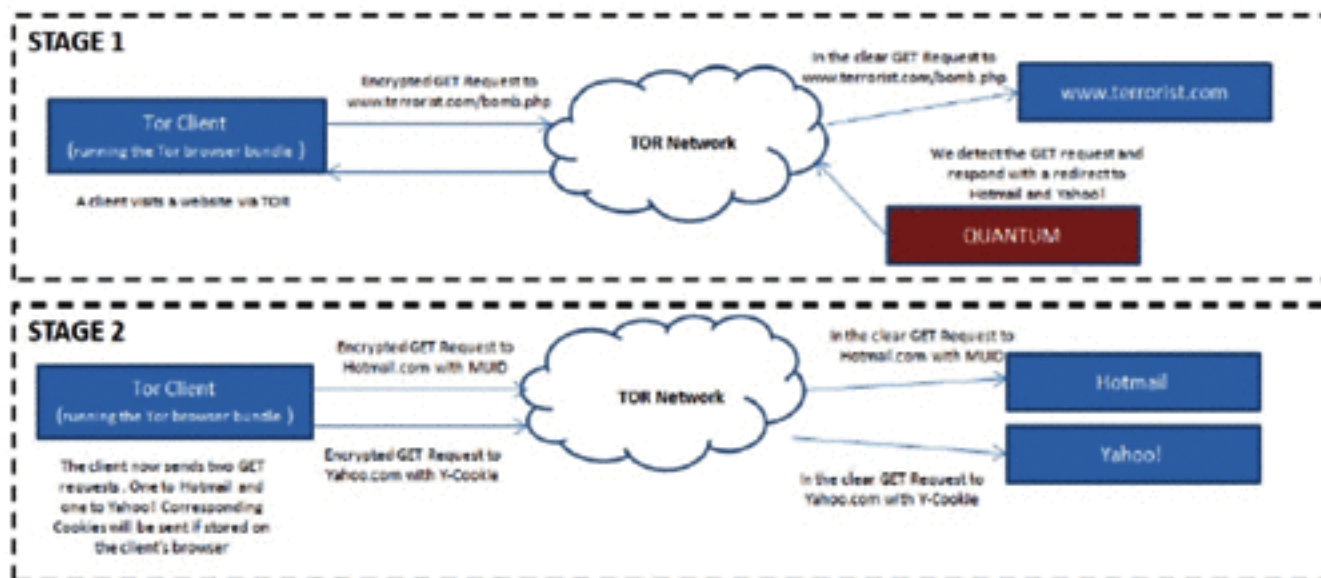 STAGE 1
Encrypted GET Request to
www.terrorist.com/bomb.php
In the clear GET Request to
www.terrorist.com/bomb.php
Tor Client
(running the Tor browser bundle )
TOR Network
www.terrorist.com
A client visits a website via TOR
We detect the GET request and
respond with a redirect to
Hotmail and Yahoo!
QUANTUM
STAGE 2
Encrypted GET Request to
Hotmail.com with MUID
In the clear GET Request to
Hotmail.com with MUID
Tor Client
(running the Tor browser bundle )
TOR Network
Hotmail
Yahoo!
Encrypted GET Request to
Yahoo.com with Y-Cookie
In the clear GET Request to
Yahoo.com with Y-Cookie
The client now sends two GET
requests. One to Hotmail and
one to Yahoo! Corresponding
Cookies will be sent if stored on
the client's browser